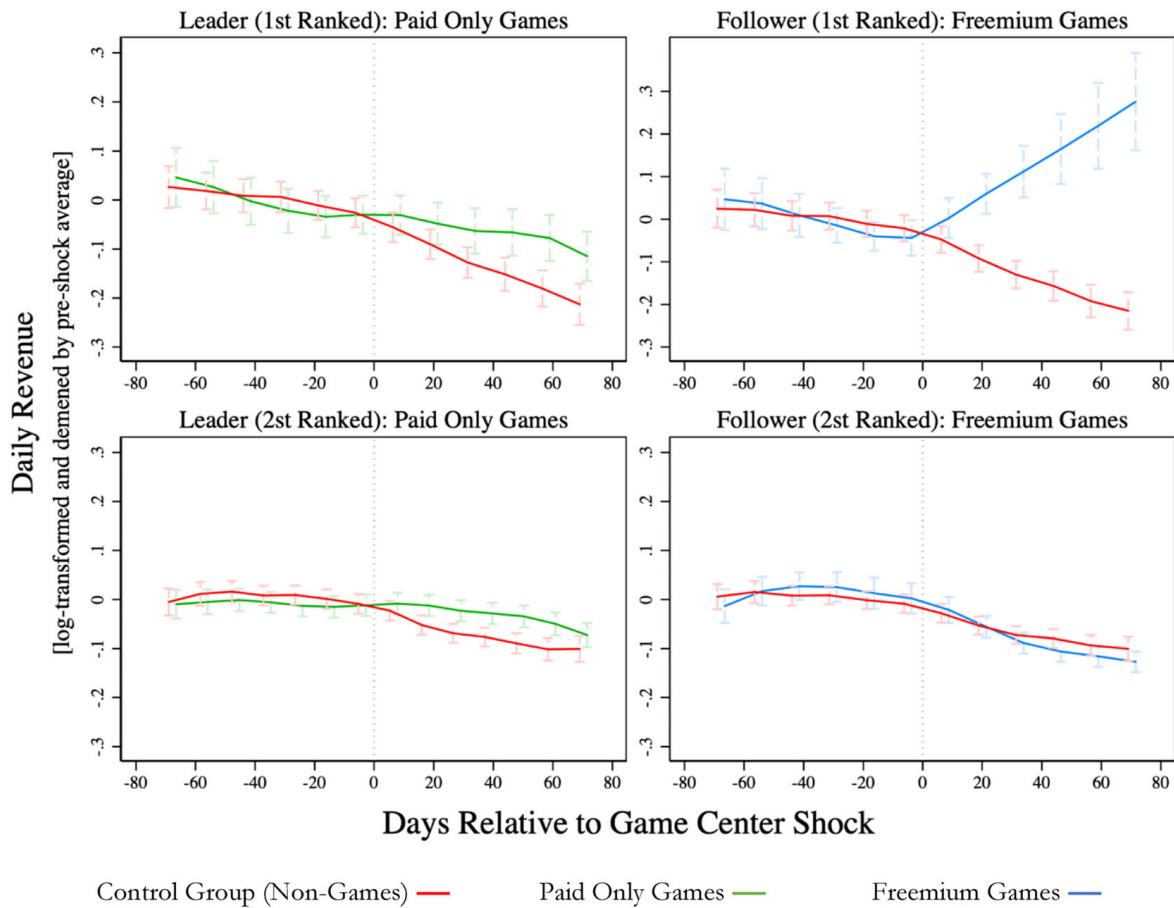 Leader (1st Ranked): Paid Only Games
Follower (1st Ranked): Freemium Games
.3
.2
.1
0
-.1
-.2
-.3
-80 -60 -40 -20 0 20 40 60 80
.3
.2
.1
0
-.1
-.2
-.3
-80 -60 -40 -20 0 20 40 60 80
Leader (2st Ranked): Paid Only Games
Follower (2st Ranked): Freemium Games
.3
.2
.1
0
-.1
-.2
-.3
-80 -60 -40 -20 0 20 40 60 80
.3
.2
.1
0
-.1
-.2
-.3
-80 -60 -40 -20 0 20 40 60 80
Daily Revenue
[log-transformed and demened by pre-shock average]
Days Relative to Game Center Shock
Control Group (Non-Games) Paid Only Games Freemium Games